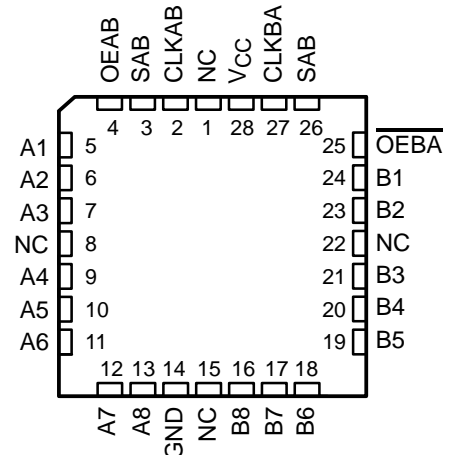 OEAB SAB CLKAB NC VCC CLKBA SAB
4 3 2 1 28 27 26
A1 5 25 OEBA
A2 6 24 B1
A3 7 23 B2
NC 8 22 NC
A4 9 21 B3
A5 10 20 B4
A6 11 19 B5
12 13 14 15 16 17 18
A7 A8 GND NC B8 B7 B6